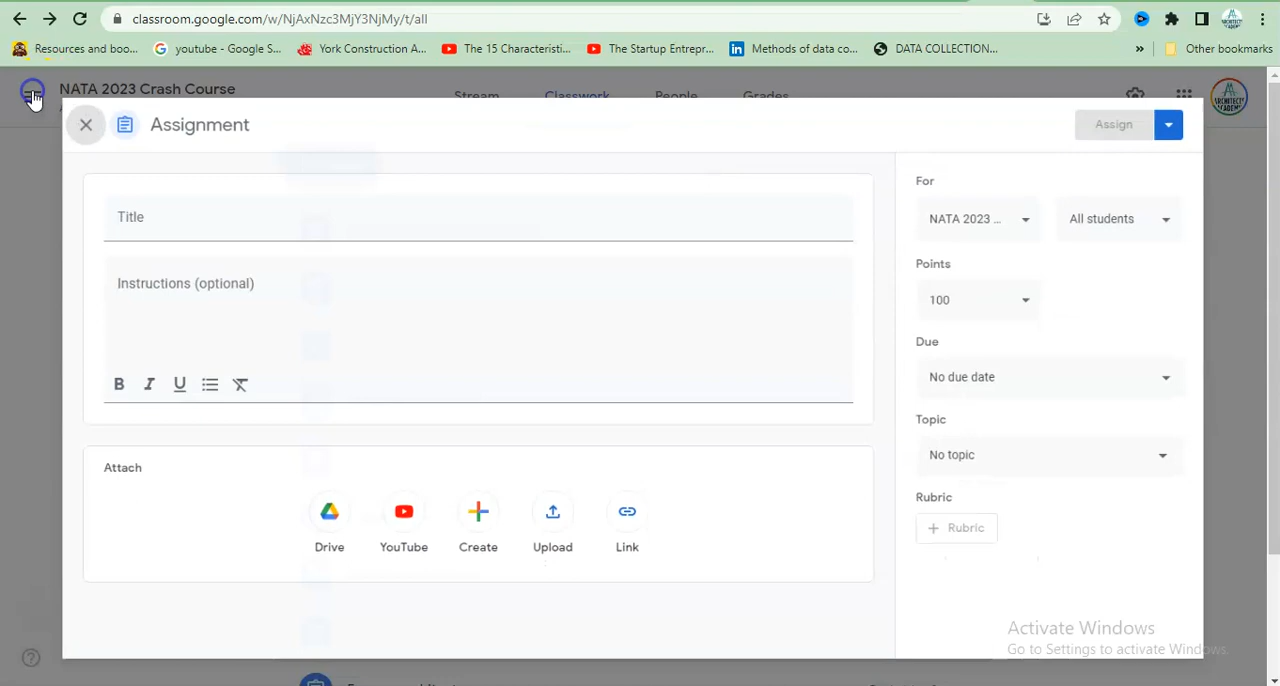 classroom.google.com/w/NjAxNzc3MjY3NjMy/t/all
Resources and boo...
youtube - Google S...
York Construction A...
The 15 Characteristi...
The Startup Entrepr...
Methods of data co...
DATA COLLECTION...
»
Other bookmarks
NATA 2023 Crash Course
Stream
Classwork
People
Grades
Assignment
Assign
Title
Instructions (optional)
B I U
Attach
Drive
YouTube
Create
Upload
Link
For
NATA 2023 ...
All students
Points
100
Due
No due date
Topic
No topic
Rubric
+ Rubric
Activate Windows
Go to Settings to activate Windows.